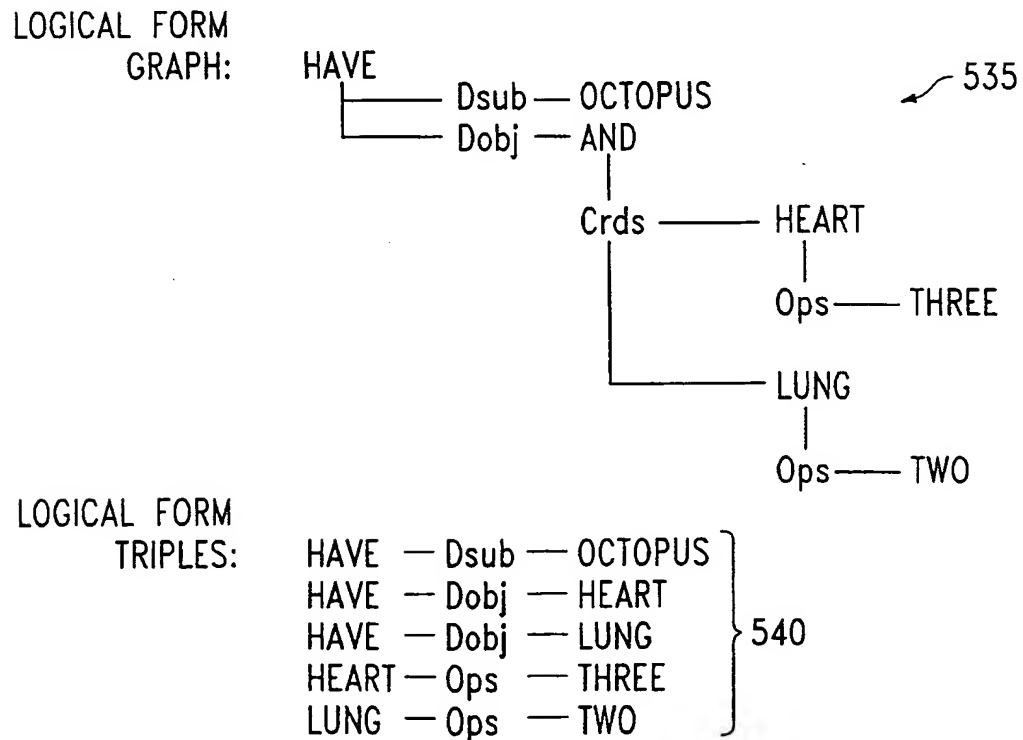 LOGICAL FORM
GRAPH: HAVE
535
Dsub — OCTOPUS
Dobj — AND
Crds — HEART
Ops — THREE
LUNG
Ops — TWO
LOGICAL FORM
TRIPLES: HAVE — Dsub — OCTOPUS
HAVE — Dobj — HEART
HAVE — Dobj — LUNG
540
HEART — Ops — THREE
LUNG — Ops — TWO